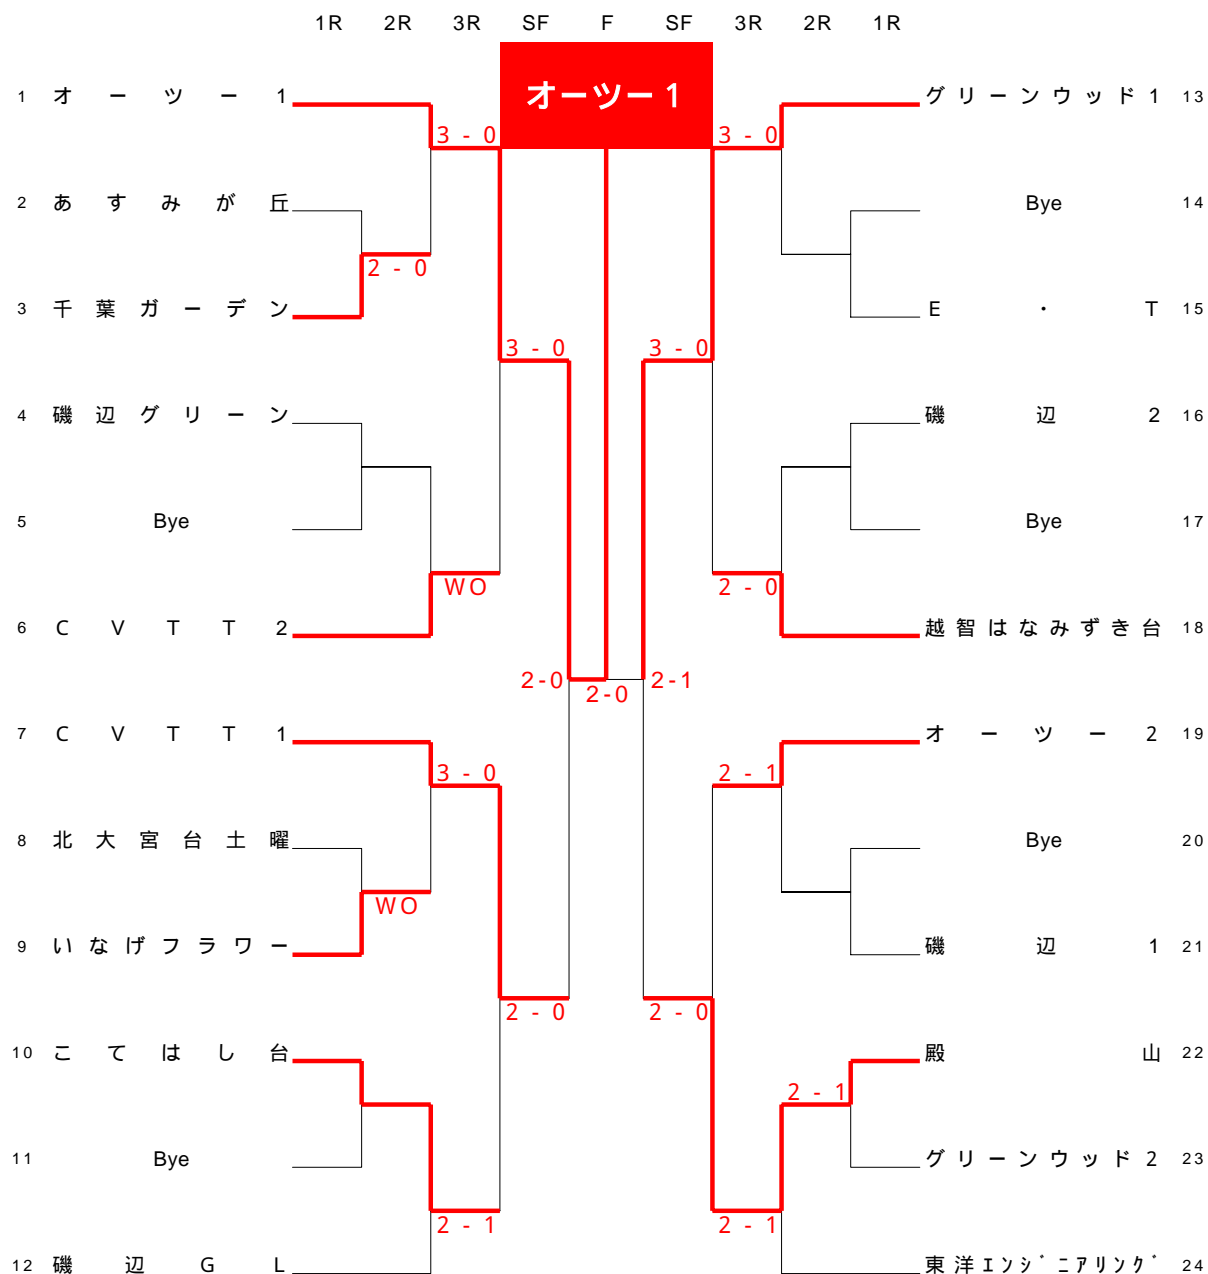 1R 2R 3R SF F SF 3R 2R 1R
オーツー1
1 オーツー1 グリーンウッド1 13
3-0 3-0
2 あすみが丘 Bye 14
2-0
3 千葉ガーデン E・T 15
3-0 3-0
4 磯辺グリーン 磯辺2 16
5 Bye Bye 17
WO 2-0
6 CVTT2 越智はなみずき台 18
2-0 2-0 2-1
7 CVTT1 オーツー2 19
3-0 2-1
8 北大宮台土曜 Bye 20
WO
9 いなげフラワー 磯辺1 21
2-0 2-0
10 こてはし台 殿山 22
2-1
11 Bye グリーンウッド2 23
2-1 2-1
12 磯辺GL 東洋エンジニアリング 24